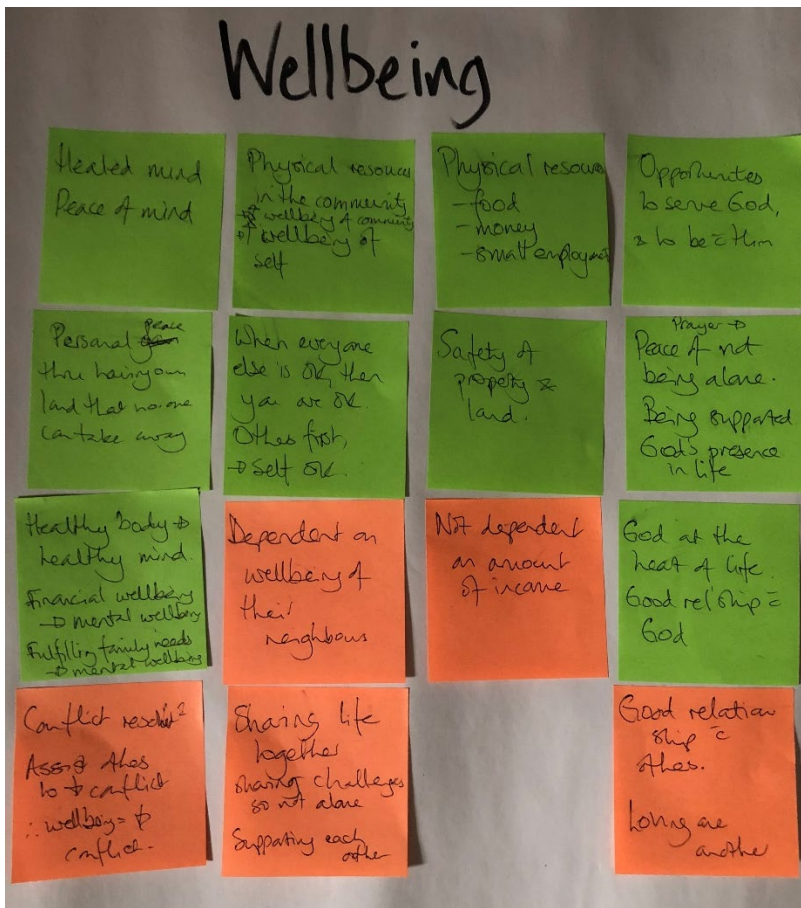 Wellbeing
Healed mind
Peace of mind
Physical resources
in the community
→ wellbeing of community
→ wellbeing of
self
Physical resources
- food
- money
- small employment
Opportunities
to serve God,
& to be c̄ Him
Personal peace
thru having own
land that no one
can take away
When everyone
else is OK, then
you are OK.
Others first,
→ Self OK.
Safety of
property &
land.
Prayer →
Peace of not
being alone.
Being supported
God's presence
in life
Healthy body →
healthy mind.
Financial wellbeing
→ mental wellbeing
Fulfilling family needs
→ mental wellbeing
Dependent on
wellbeing of
their
neighbours
Not dependent
on amount
of income
God at the
heart of life.
Good rel'ship c̄
God
Conflict
Assist others
to ↓ conflict
∴ wellbeing = ↓
conflict.
Sharing life
together
sharing challenges
so not alone
Supporting each
other
Good relation
ship c̄
others.
Loving one
another